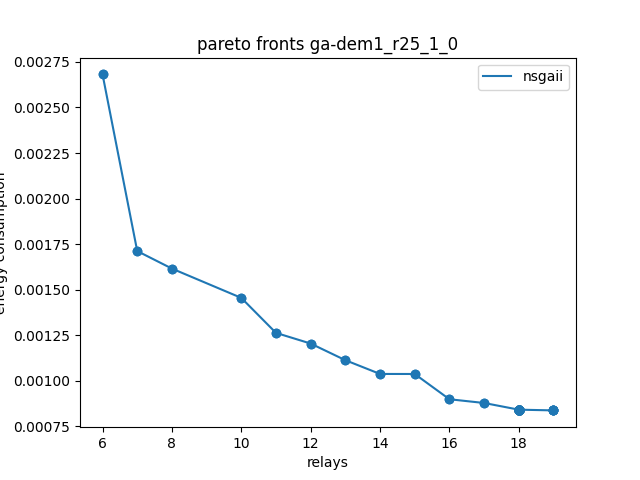 pareto fronts ga-dem1_r25_1_0
nsgaii
0.00275
0.00250
0.00225
0.00200
0.00175
0.00150
0.00125
0.00100
0.00075
energy consumption
6 8 10 12 14 16 18
relays